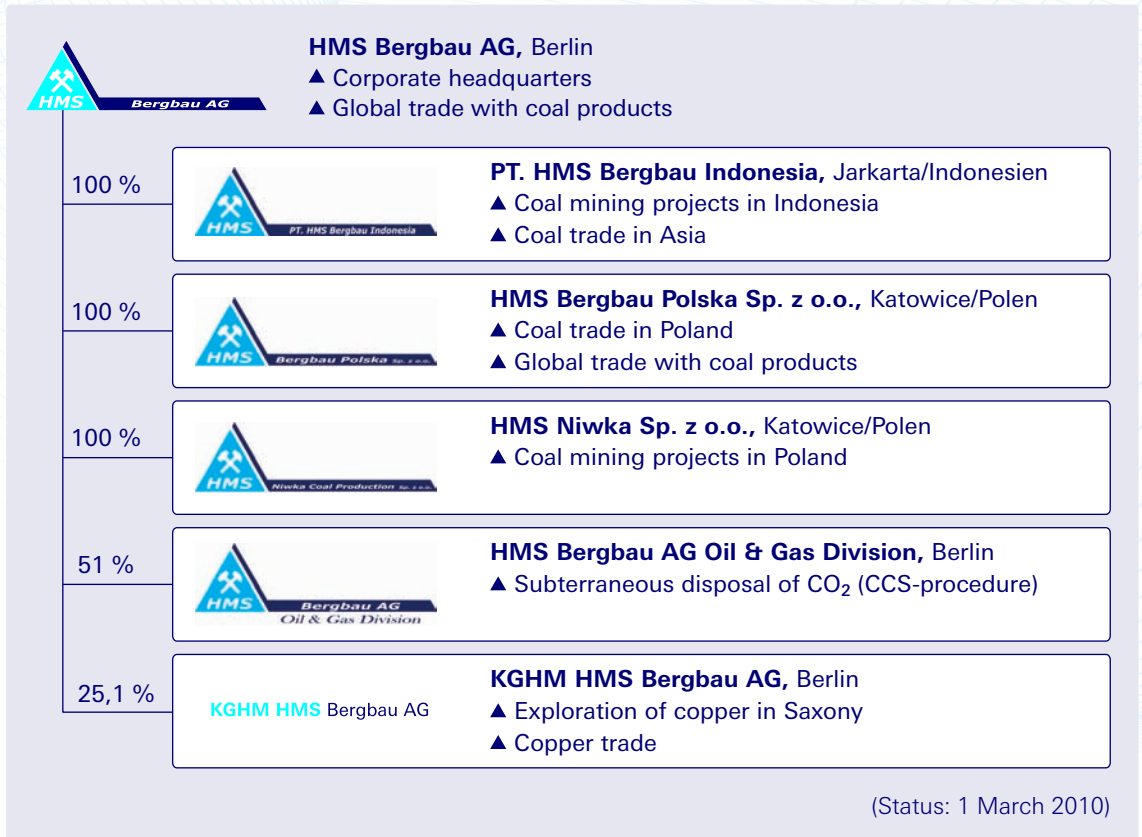 HMS Bergbau AG
HMS Bergbau AG, Berlin
▲ Corporate headquarters
▲ Global trade with coal products
100 %
HMS PT. HMS Bergbau Indonesia
PT. HMS Bergbau Indonesia, Jarkarta/Indonesien
▲ Coal mining projects in Indonesia
▲ Coal trade in Asia
100 %
HMS Bergbau Polska Sp. z o.o.
HMS Bergbau Polska Sp. z o.o., Katowice/Polen
▲ Coal trade in Poland
▲ Global trade with coal products
100 %
HMS Niwka Coal Production Sp. z o.o.
HMS Niwka Sp. z o.o., Katowice/Polen
▲ Coal mining projects in Poland
51 %
HMS Bergbau AG
Oil & Gas Division
HMS Bergbau AG Oil & Gas Division, Berlin
▲ Subterraneous disposal of CO₂ (CCS-procedure)
25,1 %
KGHM HMS Bergbau AG
KGHM HMS Bergbau AG, Berlin
▲ Exploration of copper in Saxony
▲ Copper trade
(Status: 1 March 2010)